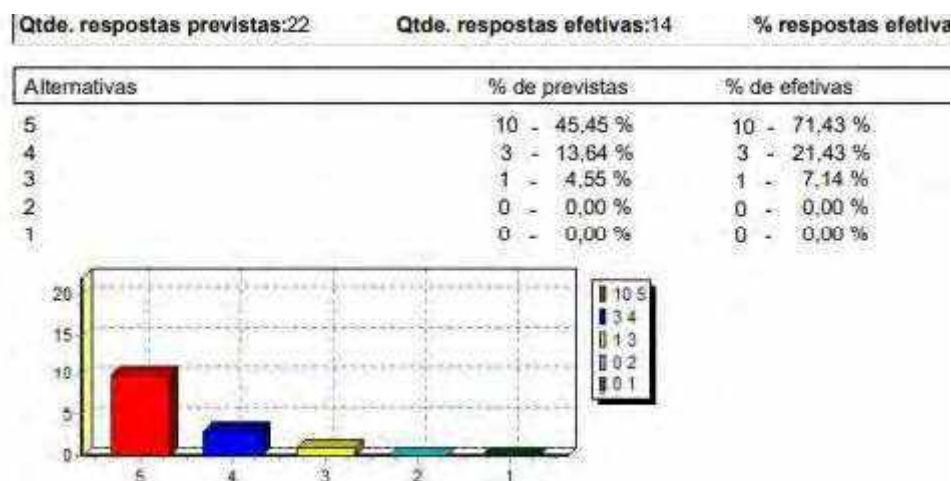 Qtde. respostas previstas:22 Qtde. respostas efetivas:14 % respostas efetiva
Alternativas % de previstas % de efetivas
5 10 - 45,45 % 10 - 71,43 %
4 3 - 13,64 % 3 - 21,43 %
3 1 - 4,55 % 1 - 7,14 %
2 0 - 0,00 % 0 - 0,00 %
1 0 - 0,00 % 0 - 0,00 %
20
15
10
5
0
5 4 3 2 1
10 5
3 4
1 3
0 2
0 1